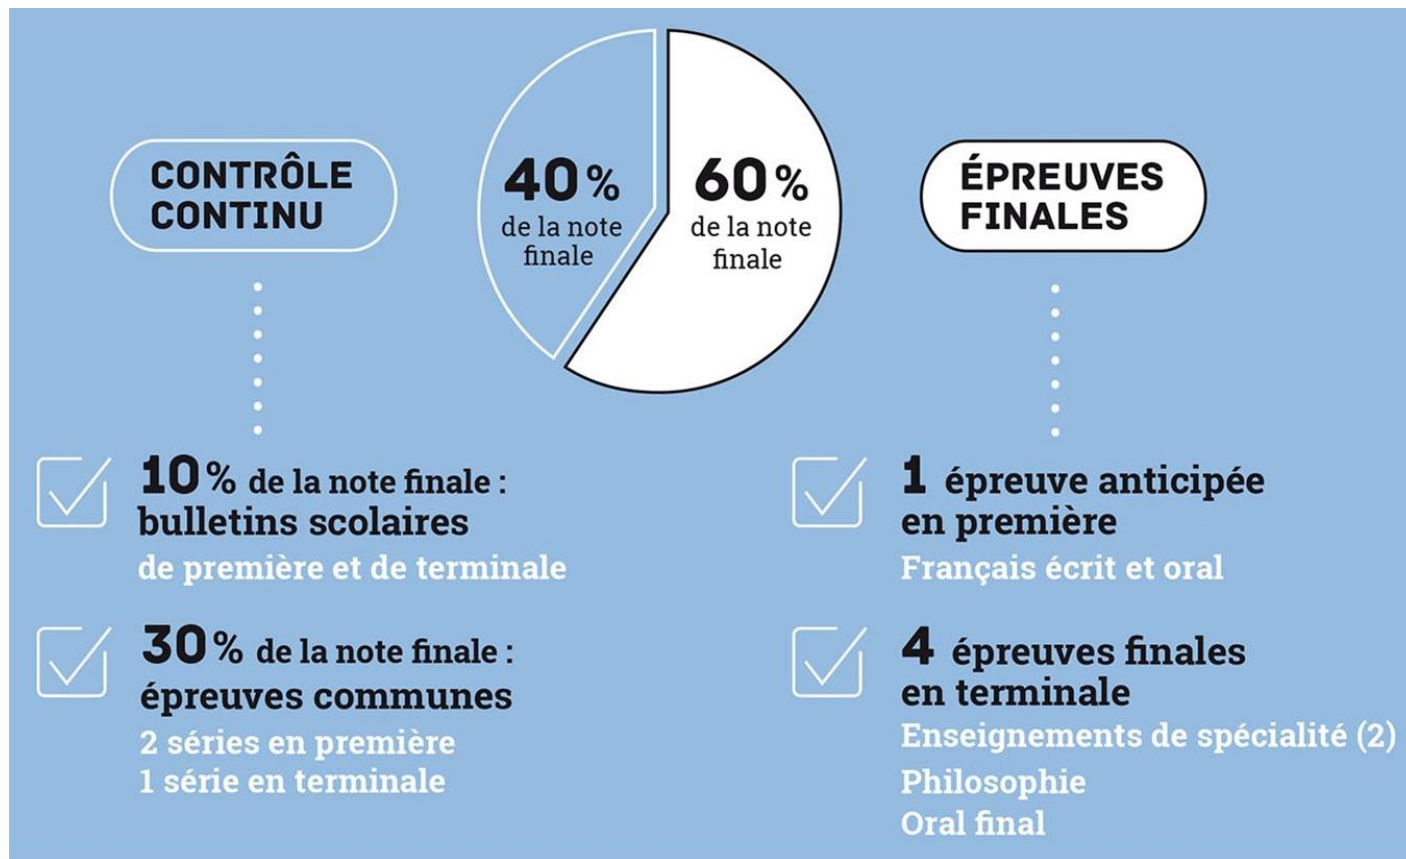 CONTRÔLE
CONTINU
40%
de la note
finale
60%
de la note
finale
ÉPREUVES
FINALES
10% de la note finale :
bulletins scolaires
de première et de terminale
30% de la note finale :
épreuves communes
2 séries en première
1 série en terminale
1 épreuve anticipée
en première
Français écrit et oral
4 épreuves finales
en terminale
Enseignements de spécialité (2)
Philosophie
Oral final